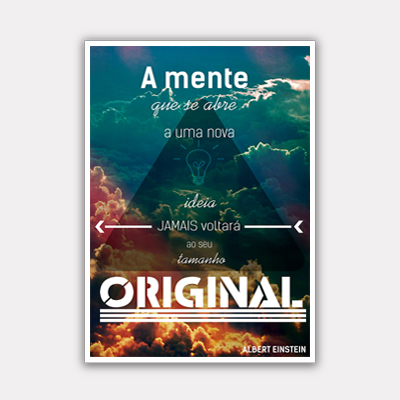 A mente
que se abre
a uma nova
ideia
JAMAIS voltará
ao seu
tamanho
ORIGINAL
ALBERT EINSTEIN